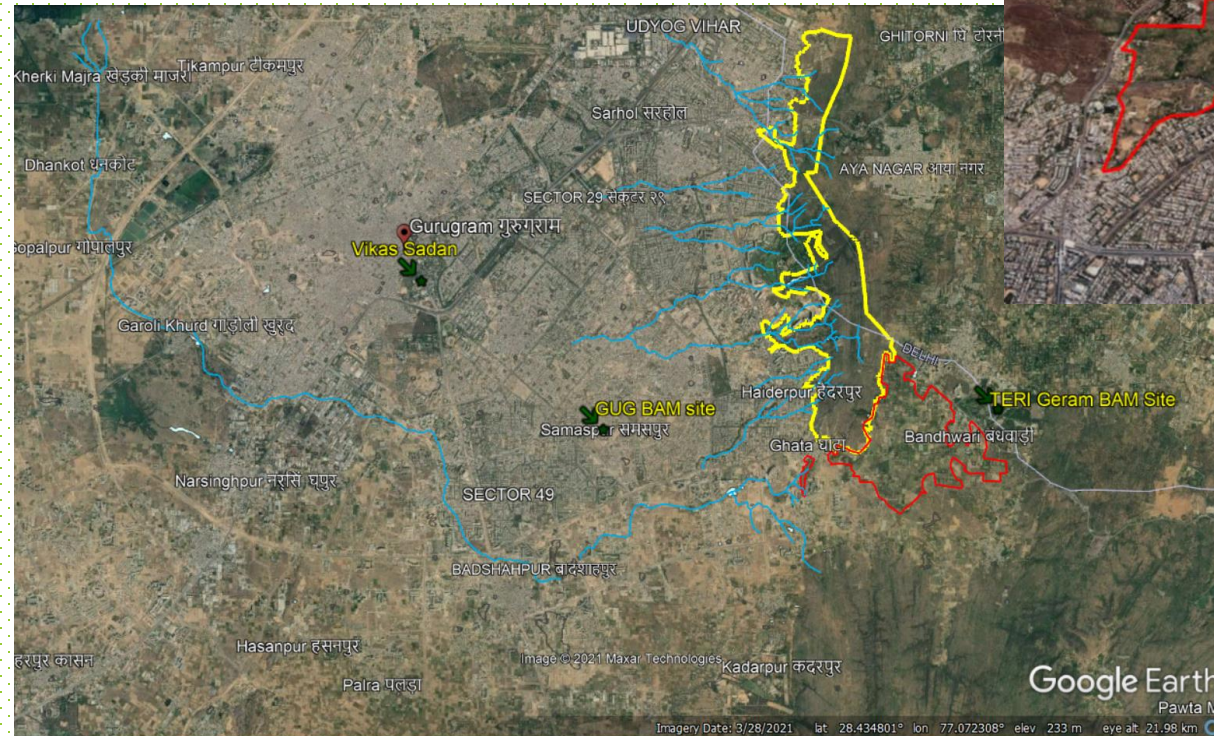 UDYOG VIHAR
GHITORNI
Kherki Majra खेड़की माजरा
Tikampur टीकमपुर
Sarhol सरहौल
Dhankot धनकोट
AYA NAGAR आया नगर
SECTOR 29 सेक्टर २९
Gurugram गुरुग्राम
Vikas Sadan
Gopalpur गोपालपुर
Garoli Khurd
DELHI
Haiderpur हैदरपुर
TERI Geram BAM Site
GUG BAM site
Samaspur समसपुर
Ghata घाटा
Bandhwari बंधवाड़ी
Narsinghpur
SECTOR 49
BADSHAHPUR बादशाहपुर
Hasanpur हसनपुर
हरपुर कासन
Image © 2021 Maxar Technologies
Kadarpur कदरपुर
Palra पलड़ा
Google Earth
Pawta M
Imagery Date: 3/28/2021 lat 28.434801° lon 77.072308° elev 233 m eye alt 21.98 km